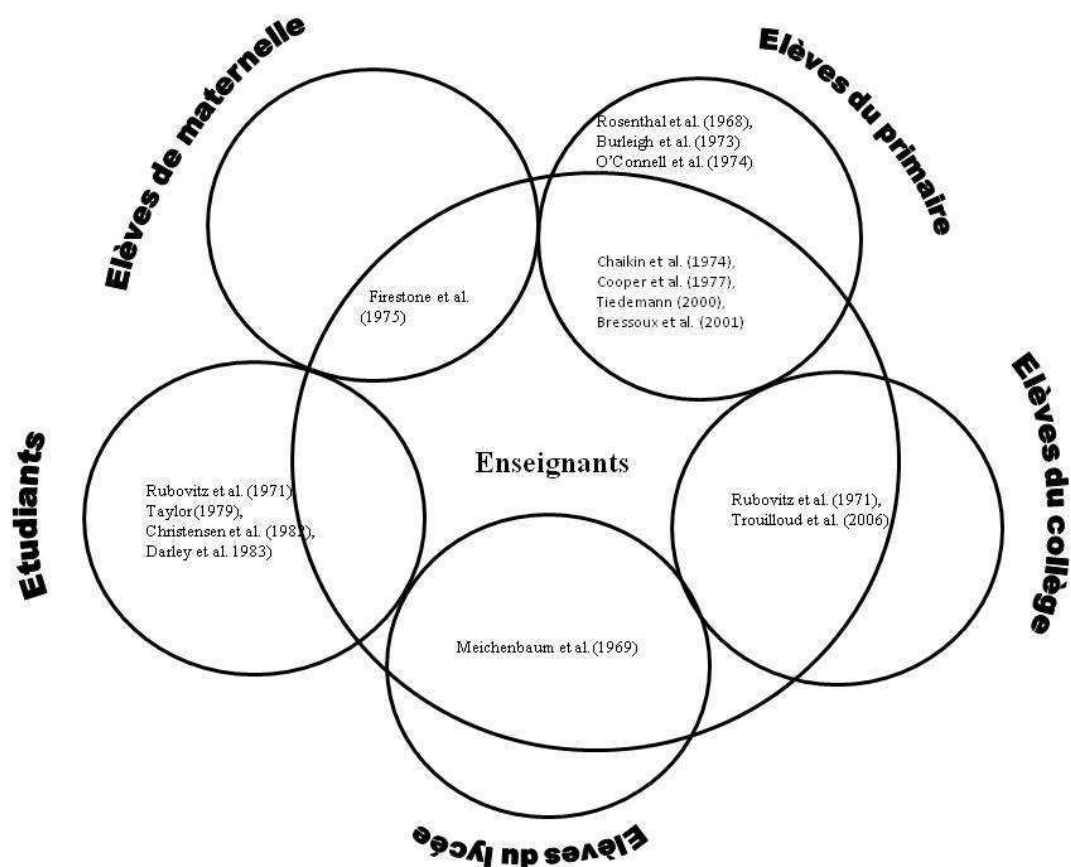 Elèves de maternelle
Elèves du primaire
Rosenthal et al. (1968),
Burleigh et al. (1973)
O'Connell et al. (1974)
Chaikin et al. (1974),
Cooper et al. (1977),
Tiedemann (2000),
Bressoux et al. (2001)
Firestone et al.
(1975)
Elèves du collège
Etudiants
Enseignants
Rubovitz et al. (1971)
Taylor (1979),
Christensen et al. (1982),
Darley et al. 1983)
Rubovitz et al. (1971),
Trouilloud et al. (2006)
Meichenbaum et al. (1969)
Elèves du lycée